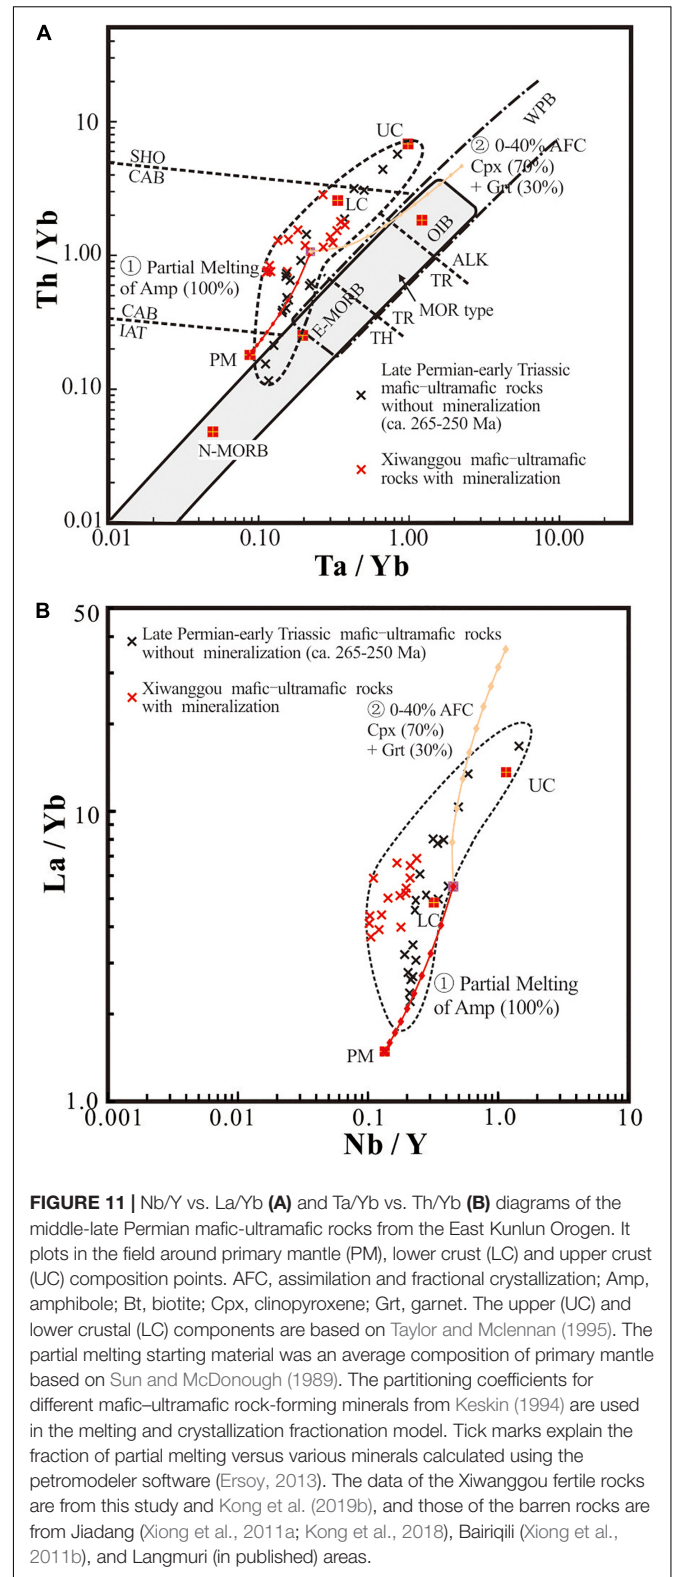 A
10
1.00
0.10
0.01
0.01
0.10
1.00
10.00
Th / Yb
Ta / Yb
UC
WPB
② 0-40% AFC
Cpx (70%)
+ Grt (30%)
SHO
CAB
LC
OIB
ALK
TR
① Partial Melting
of Amp (100%)
E-MORB
MOR type
CAB
IAT
TR
TH
PM
N-MORB
Late Permian-early Triassic
mafic-ultramafic rocks
without mineralization
(ca. 265-250 Ma)
Xiwanggou mafic-ultramafic
rocks with mineralization
B
50
10
1.0
0.001
0.01
0.1
1.0
10
La / Yb
Nb / Y
Late Permian-early Triassic mafic-ultramafic rocks
without mineralization (ca. 265-250 Ma)
Xiwanggou mafic-ultramafic rocks
with mineralization
② 0-40% AFC
Cpx (70%)
+ Grt (30%)
UC
LC
① Partial Melting
of Amp (100%)
PM
FIGURE 11 | Nb/Y vs. La/Yb (A) and Ta/Yb vs. Th/Yb (B) diagrams of the
middle-late Permian mafic-ultramafic rocks from the East Kunlun Orogen. It
plots in the field around primary mantle (PM), lower crust (LC) and upper crust
(UC) composition points. AFC, assimilation and fractional crystallization; Amp,
amphibole; Bt, biotite; Cpx, clinopyroxene; Grt, garnet. The upper (UC) and
lower crustal (LC) components are based on Taylor and Mclennan (1995). The
partial melting starting material was an average composition of primary mantle
based on Sun and McDonough (1989). The partitioning coefficients for
different mafic–ultramafic rock-forming minerals from Keskin (1994) are used
in the melting and crystallization fractionation model. Tick marks explain the
fraction of partial melting versus various minerals calculated using the
petromodeler software (Ersoy, 2013). The data of the Xiwanggou fertile rocks
are from this study and Kong et al. (2019b), and those of the barren rocks are
from Jiadang (Xiong et al., 2011a; Kong et al., 2018), Bairiqili (Xiong et al.,
2011b), and Langmuri (in published) areas.